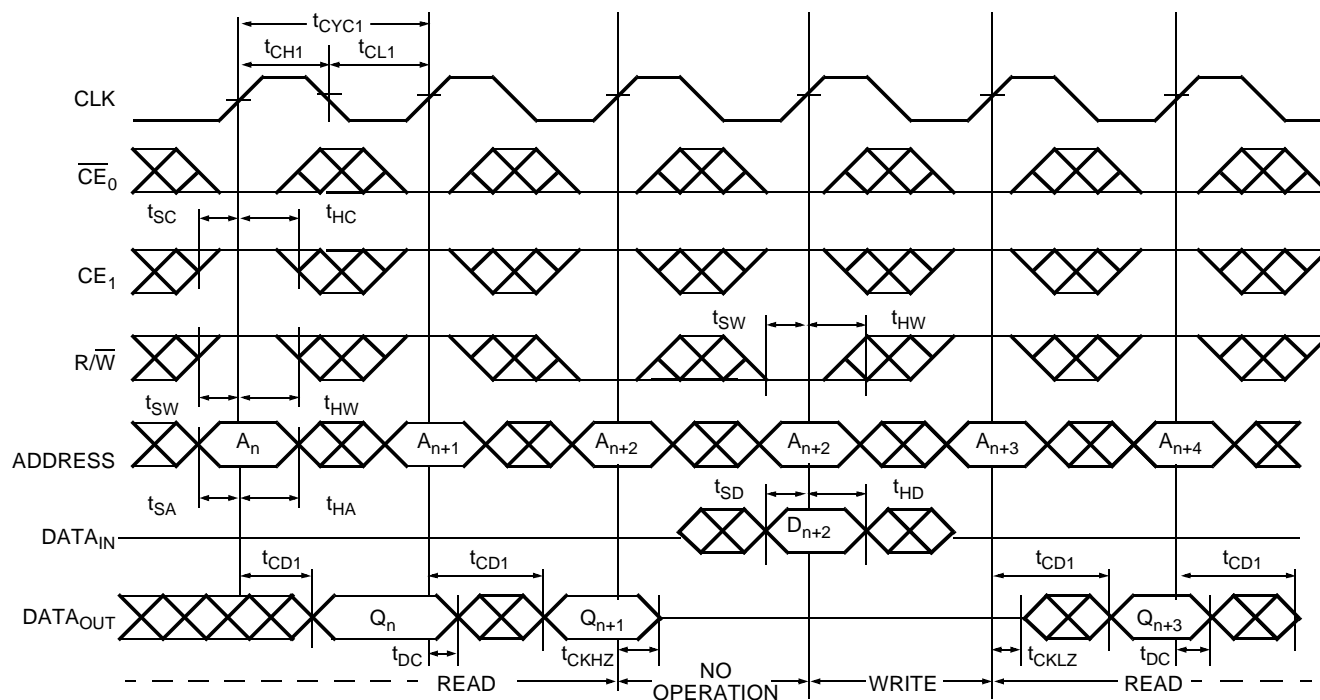 tCYC1
tCH1 tCL1
CLK
CE0
tSC tHC
CE1
tSW tHW
R/W
tSW tHW
ADDRESS An An+1 An+2 An+2 An+3 An+4
tSA tHA tSD tHD
DATAIN Dn+2
tCD1 tCD1 tCD1 tCD1
DATAOUT Qn Qn+1 Qn+3
tDC tCKHZ tCKLZ tDC
READ NO OPERATION WRITE READ